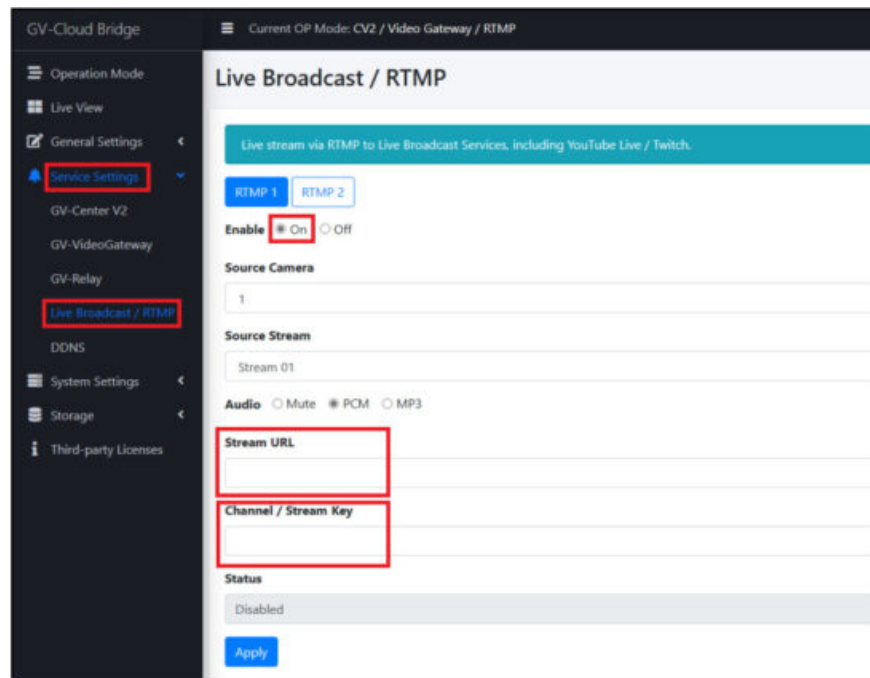 GV-Cloud Bridge
Current OP Mode: CV2 / Video Gateway / RTMP
Operation Mode
Live View
General Settings
Service Settings
GV-Center V2
GV-VideoGateway
GV-Relay
Live Broadcast / RTMP
DDNS
System Settings
Storage
Third-party Licenses
Live Broadcast / RTMP
Live stream via RTMP to Live Broadcast Services, including YouTube Live / Twitch.
RTMP 1 RTMP 2
Enable On Off
Source Camera
1
Source Stream
Stream 01
Audio Mute PCM MP3
Stream URL
Channel / Stream Key
Status
Disabled
Apply